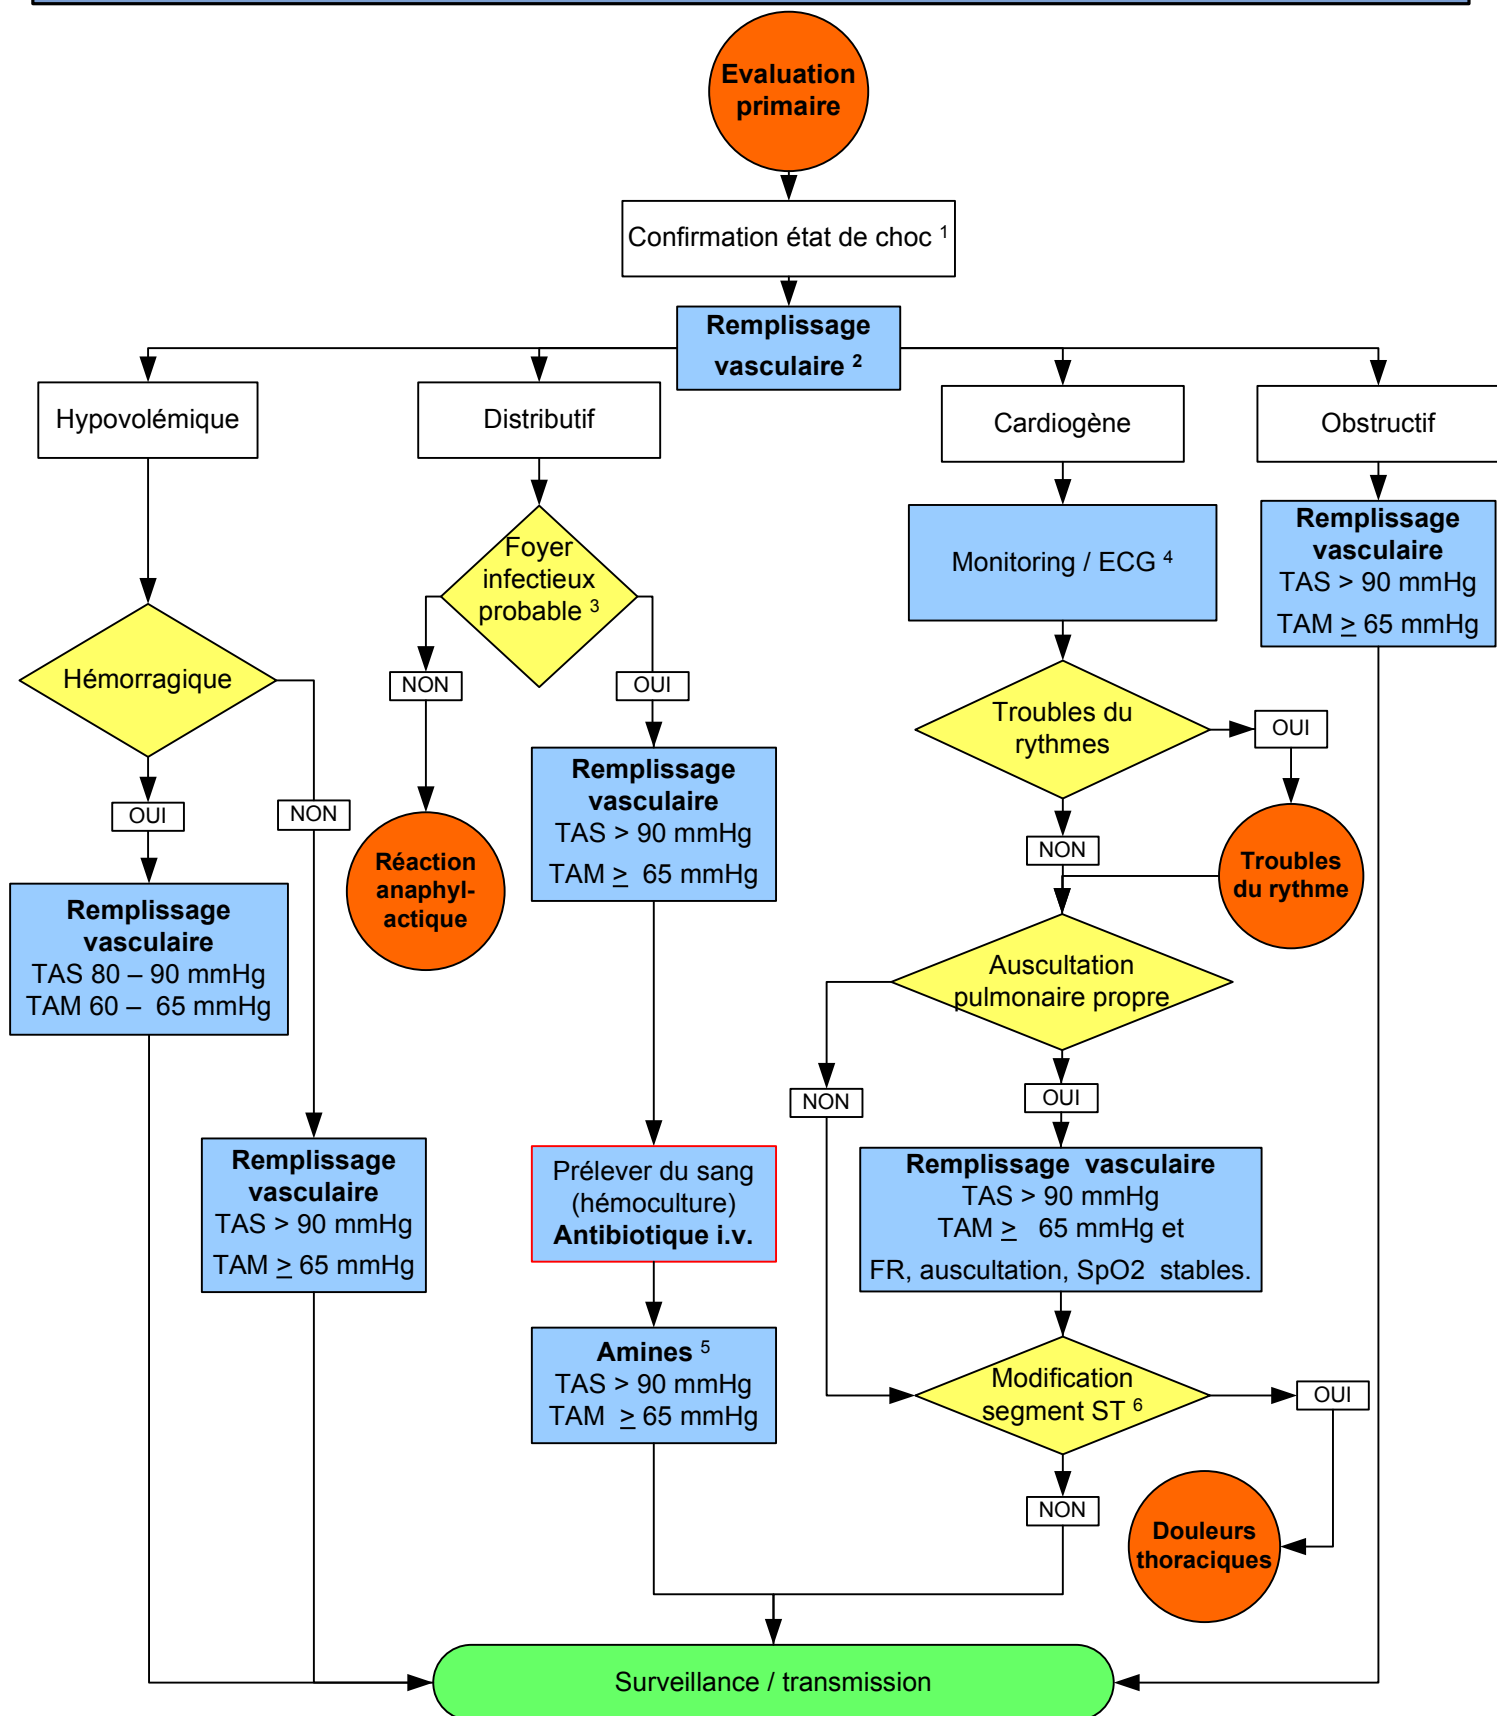 Evaluation
primaire
Confirmation état de choc 1
Remplissage
vasculaire 2
Hypovolémique
Distributif
Cardiogène
Obstructif
Hémorragique
OUI
NON
Remplissage
vasculaire
TAS 80 – 90 mmHg
TAM 60 – 65 mmHg
Remplissage
vasculaire
TAS > 90 mmHg
TAM ≥ 65 mmHg
Foyer
infectieux
probable 3
NON
OUI
Réaction
anaphyl-
actique
Remplissage
vasculaire
TAS > 90 mmHg
TAM ≥ 65 mmHg
Prélever du sang
(hémoculture)
Antibiotique i.v.
Amines 5
TAS > 90 mmHg
TAM ≥ 65 mmHg
Monitoring / ECG 4
Troubles du
rythmes
OUI
NON
Troubles
du rythme
Auscultation
pulmonaire propre
NON
OUI
Remplissage vasculaire
TAS > 90 mmHg
TAM ≥ 65 mmHg et
FR, auscultation, SpO2 stables.
Modification
segment ST 6
OUI
NON
Douleurs
thoraciques
Remplissage
vasculaire
TAS > 90 mmHg
TAM ≥ 65 mmHg
Surveillance / transmission